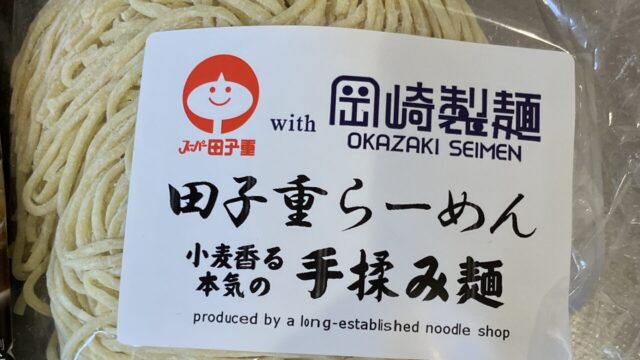 スーパー田子重
with
岡崎製麺
OKAZAKI SEIMEN
田子重らーめん
小麦香る
本気の
手揉み麺
produced by a long-established noodle shop